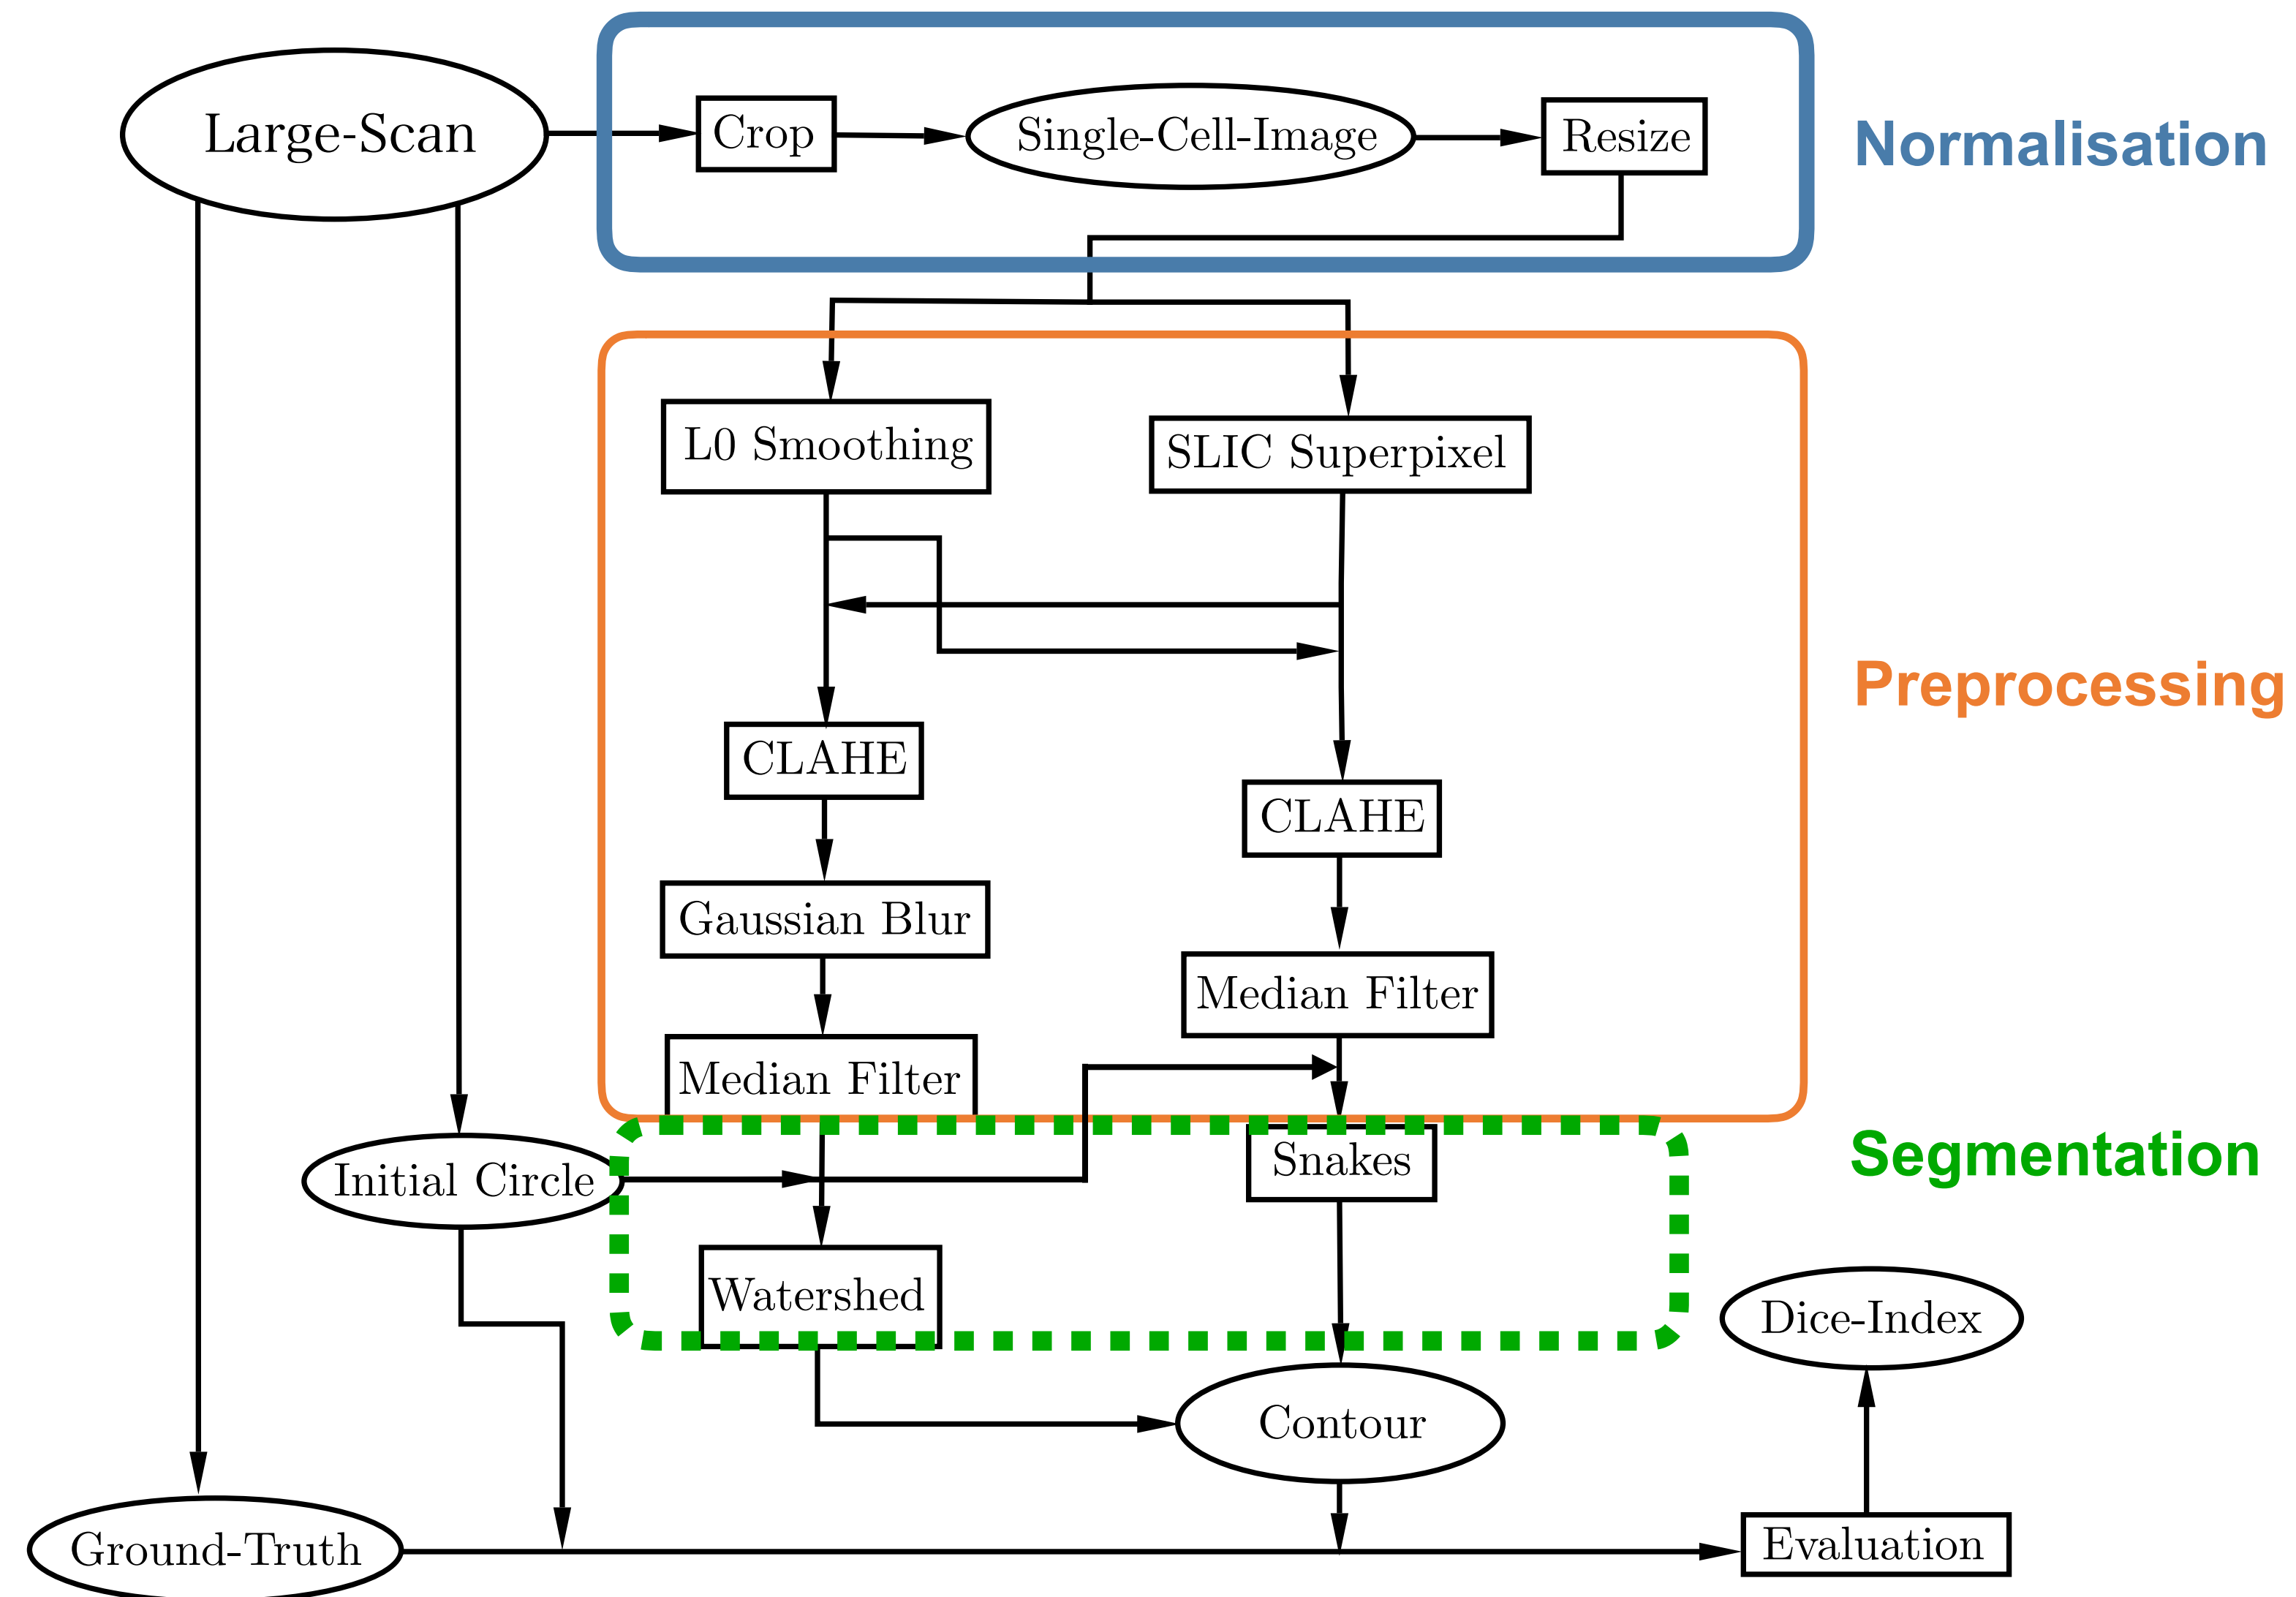 Large-Scan
Crop
Single-Cell-Image
Resize
Normalisation
L0 Smoothing
SLIC Superpixel
Preprocessing
CLAHE
CLAHE
Gaussian Blur
Median Filter
Median Filter
Initial Circle
Snakes
Segmentation
Watershed
Dice-Index
Contour
Ground-Truth
Evaluation